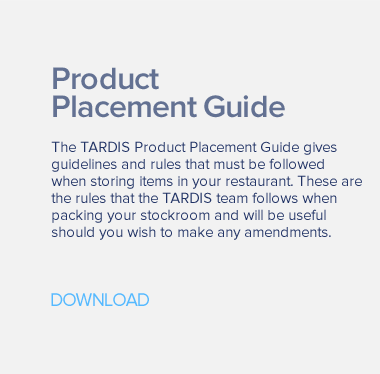 Product
Placement Guide
The TARDIS Product Placement Guide gives
guidelines and rules that must be followed
when storing items in your restaurant. These are
the rules that the TARDIS team follows when
packing your stockroom and will be useful
should you wish to make any amendments.
DOWNLOAD